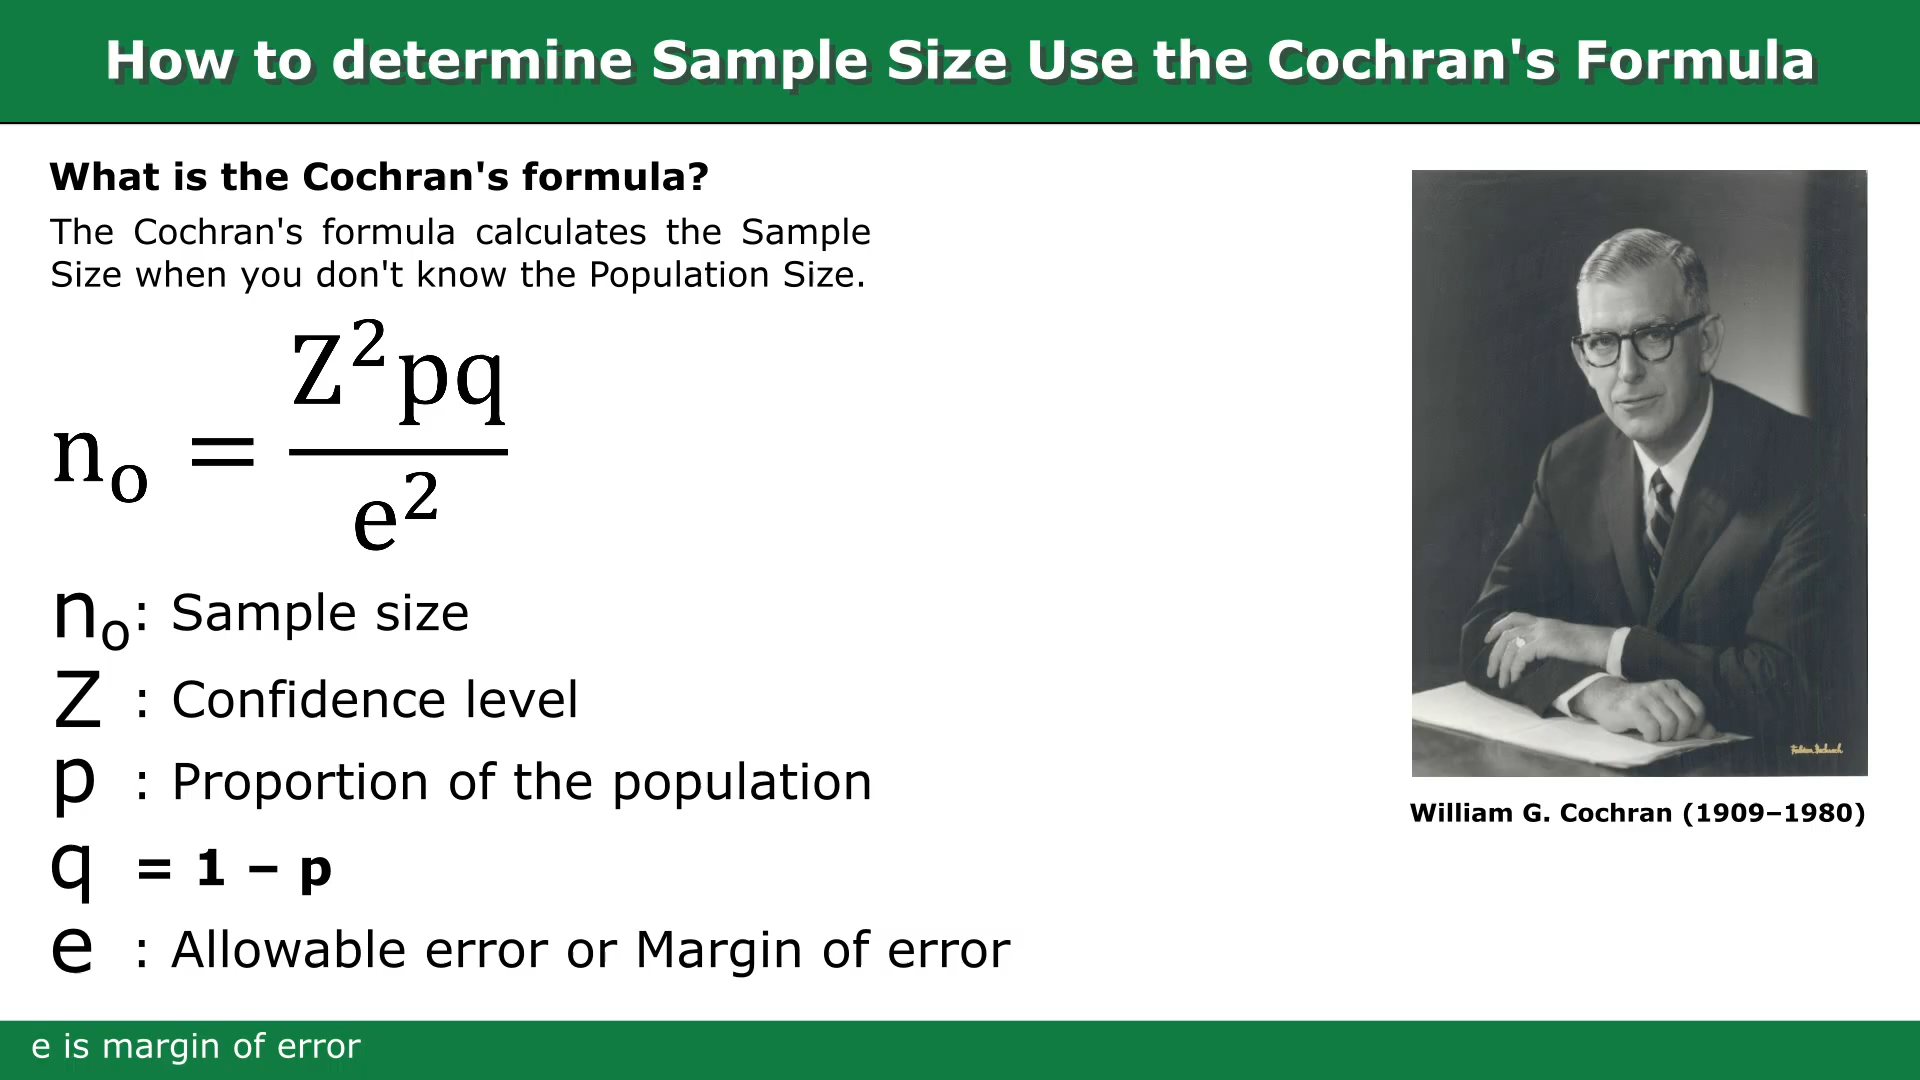 How to determine Sample Size Use the Cochran's Formula
What is the Cochran's formula?
The Cochran's formula calculates the Sample
Size when you don't know the Population Size.
n₀ = Z²pq / e²
n₀: Sample size
Z : Confidence level
p : Proportion of the population
q = 1 – p
e : Allowable error or Margin of error
William G. Cochran (1909–1980)
e is margin of error